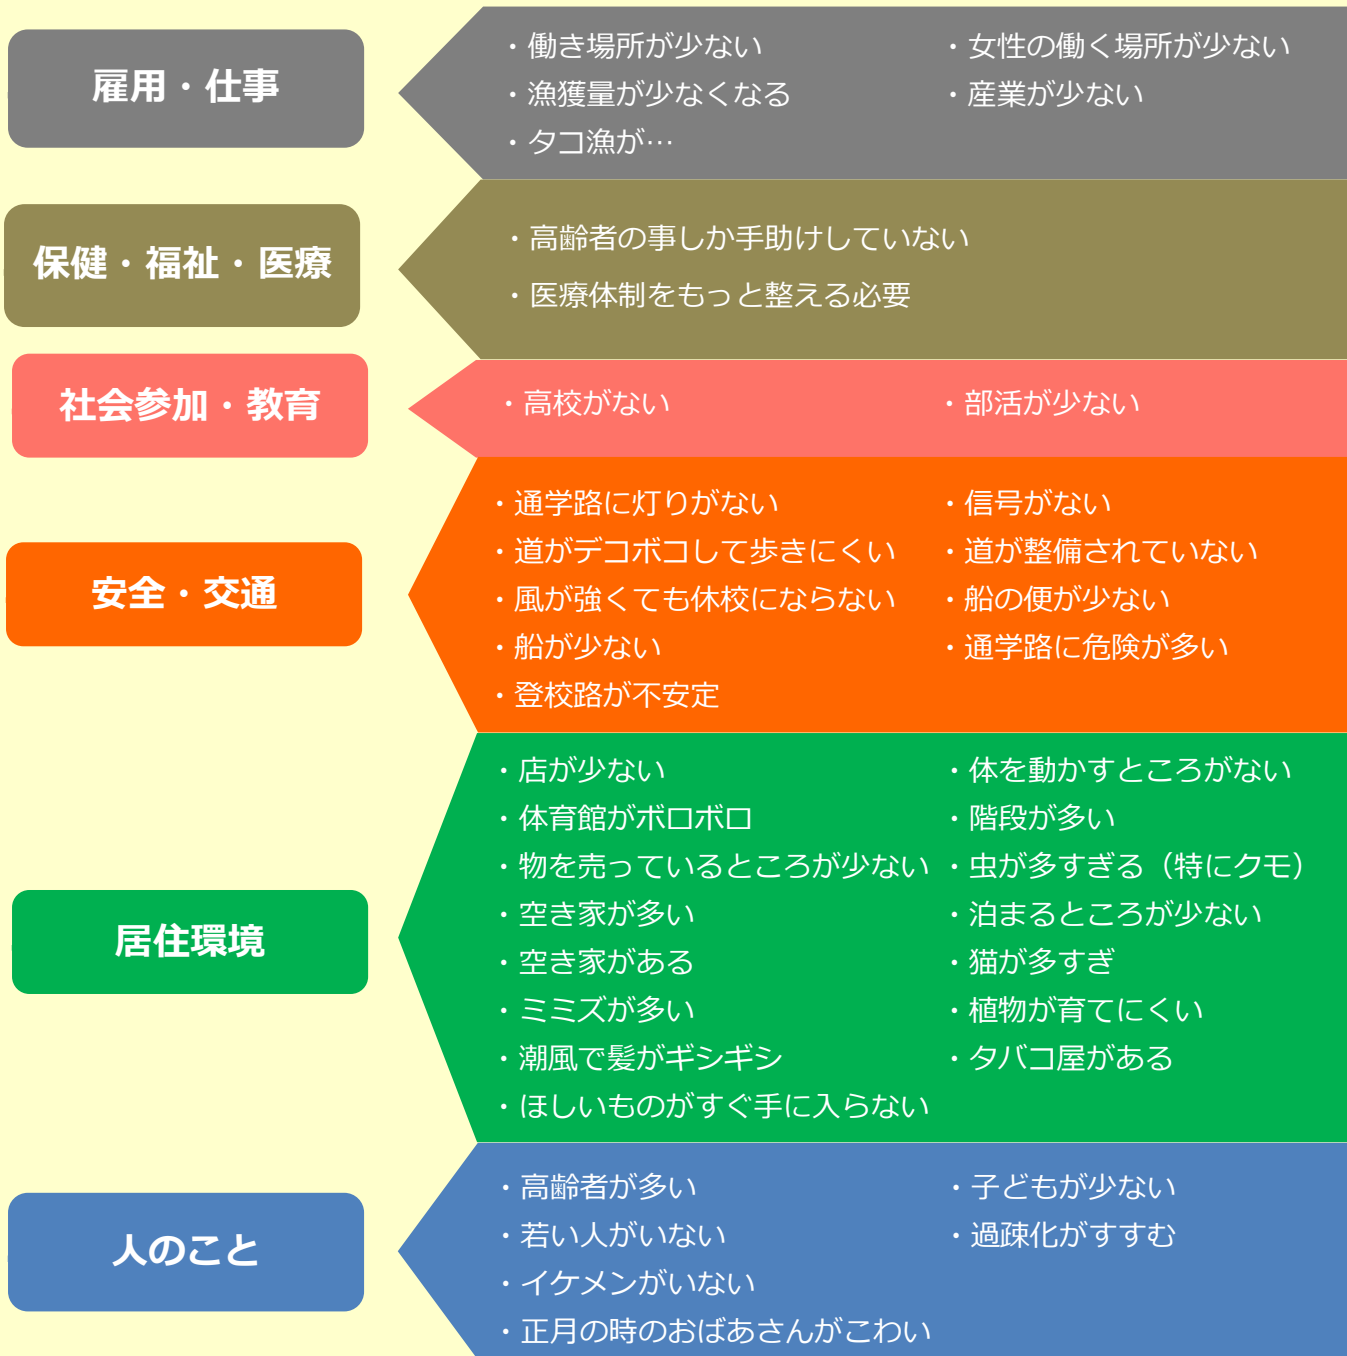 雇用・仕事
・働き場所が少ない
・女性の働く場所が少ない
・漁獲量が少なくなる
・産業が少ない
・タコ漁が…
保健・福祉・医療
・高齢者の事しか手助けしていない
・医療体制をもっと整える必要
社会参加・教育
・高校がない
・部活が少ない
安全・交通
・通学路に灯りがない
・信号がない
・道がデコボコして歩きにくい
・道が整備されていない
・風が強くても休校にならない
・船の便が少ない
・船が少ない
・通学路に危険が多い
・登校路が不安定
居住環境
・店が少ない
・体を動かすところがない
・体育館がボロボロ
・階段が多い
・物を売っているところが少ない
・虫が多すぎる（特にクモ）
・空き家が多い
・泊まるところが少ない
・空き家がある
・猫が多すぎ
・ミミズが多い
・植物が育てにくい
・潮風で髪がギシギシ
・タバコ屋がある
・ほしいものがすぐ手に入らない
人のこと
・高齢者が多い
・子どもが少ない
・若い人がいない
・過疎化がすすむ
・イケメンがいない
・正月の時のおばあさんがこわい